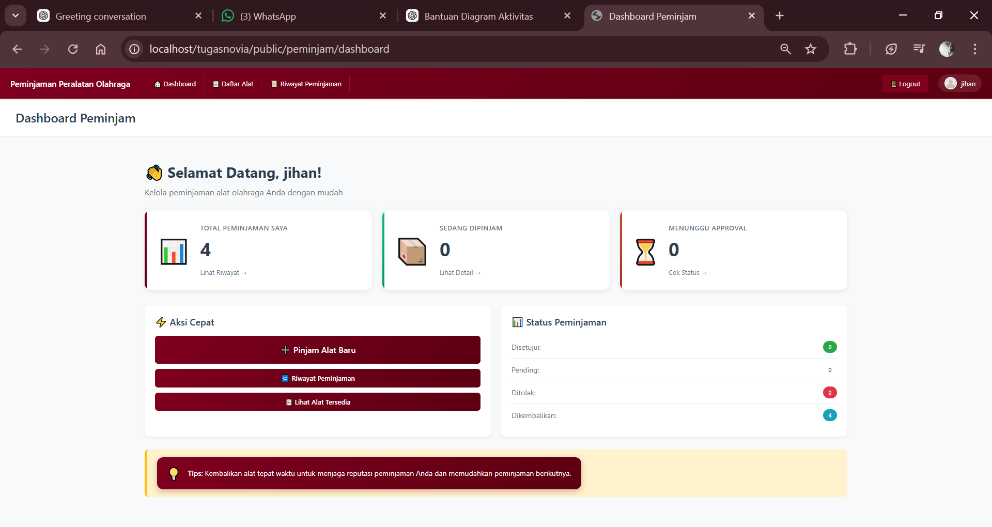 Greeting conversation
(3) WhatsApp
Bantuan Diagram Aktivitas
Dashboard Peminjam
localhost/tugasnovia/public/peminjam/dashboard
Peminjaman Peralatan Olahraga
Dashboard
Daftar Alat
Riwayat Peminjaman
Logout
jihan
Dashboard Peminjam
Selamat Datang, jihan!
Kelola peminjaman alat olahraga Anda dengan mudah
TOTAL PEMINJAMAN SAYA
4
Lihat Riwayat →
SEDANG DIPINJAM
0
Lihat Detail →
MENUNGGU APPROVAL
0
Cek Status →
Aksi Cepat
Pinjam Alat Baru
Riwayat Peminjaman
Lihat Alat Tersedia
Status Peminjaman
Disetujui: 0
Pending: 0
Ditolak: 0
Dikembalikan: 4
Tips: Kembalikan alat tepat waktu untuk menjaga reputasi peminjaman Anda dan memudahkan peminjaman berikutnya.